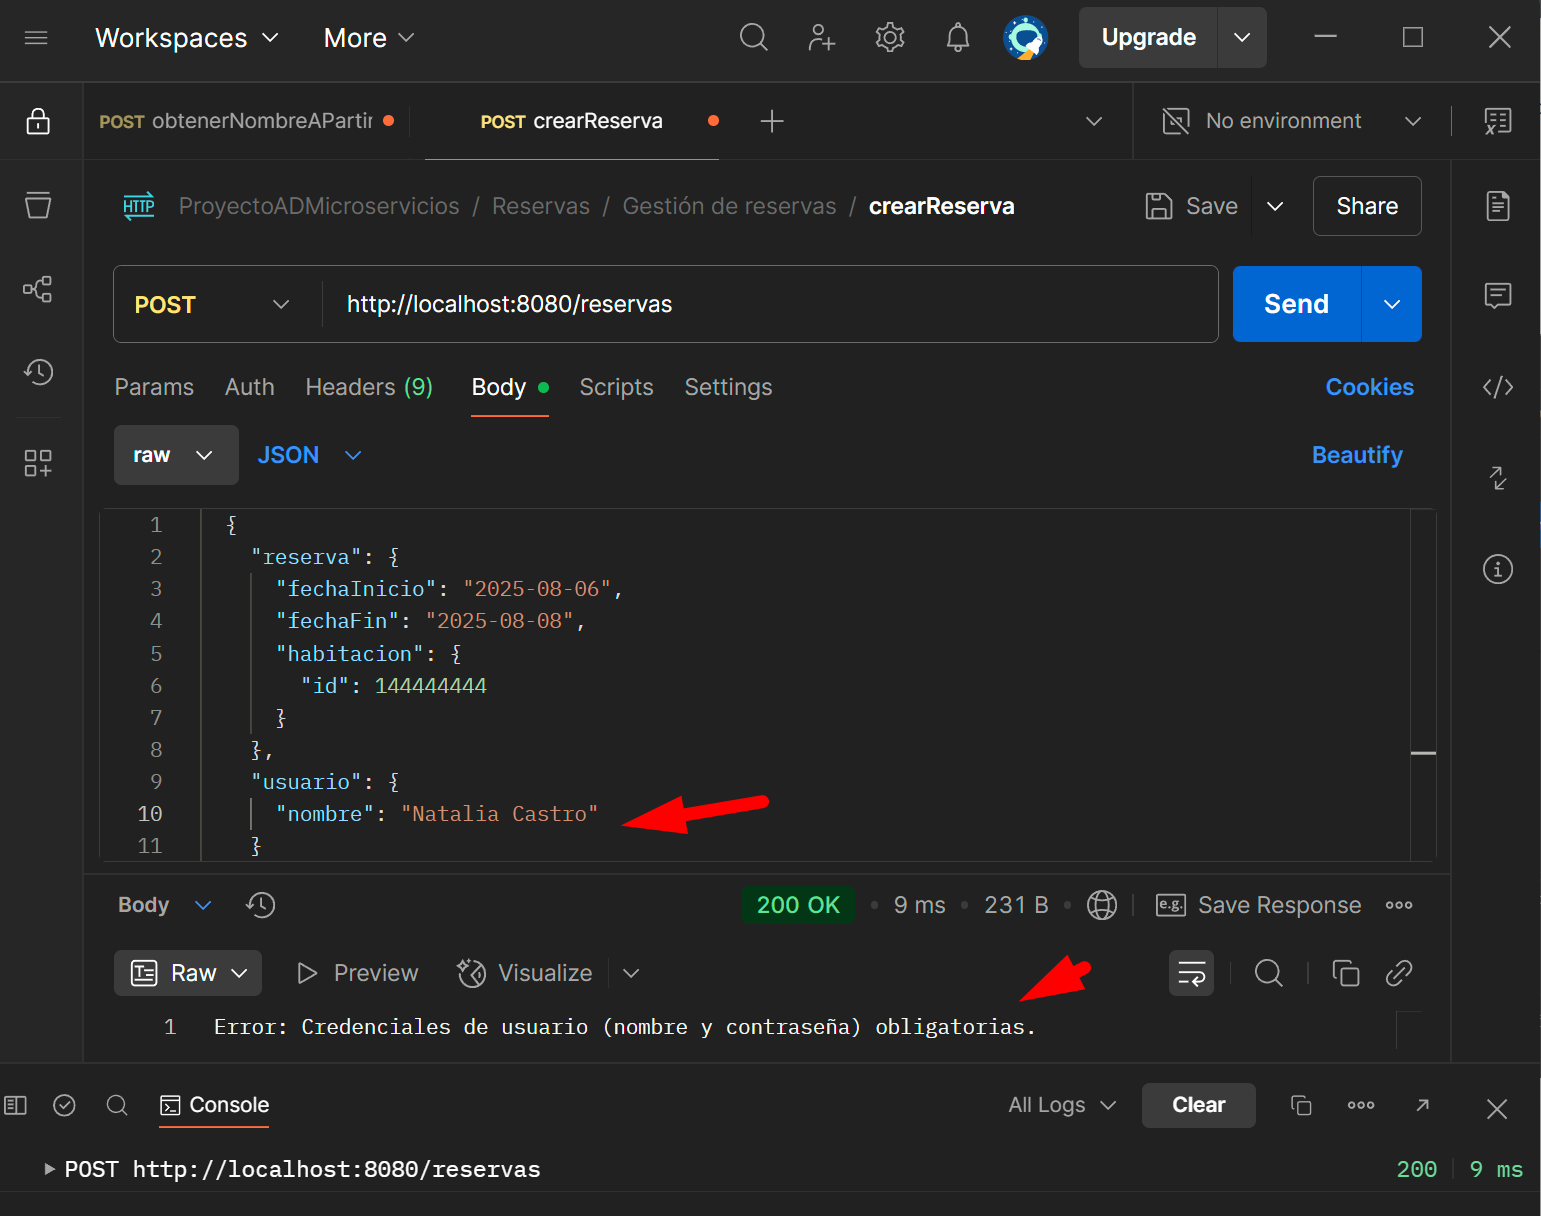 Workspaces More Upgrade
POST obtenerNombreAPartir POST crearReserva No environment
HTTP ProyectoADMicroservicios / Reservas / Gestión de reservas / crearReserva Save Share
POST http://localhost:8080/reservas Send
Params Auth Headers (9) Body Scripts Settings Cookies
raw JSON Beautify
1 {
2 "reserva": {
3 "fechaInicio": "2025-08-06",
4 "fechaFin": "2025-08-08",
5 "habitacion": {
6 "id": 144444444
7 }
8 },
9 "usuario": {
10 "nombre": "Natalia Castro"
11 }
Body 200 OK • 9 ms • 231 B • e.g. Save Response
Raw Preview Visualize
1 Error: Credenciales de usuario (nombre y contraseña) obligatorias.
Console All Logs Clear
POST http://localhost:8080/reservas 200 9 ms